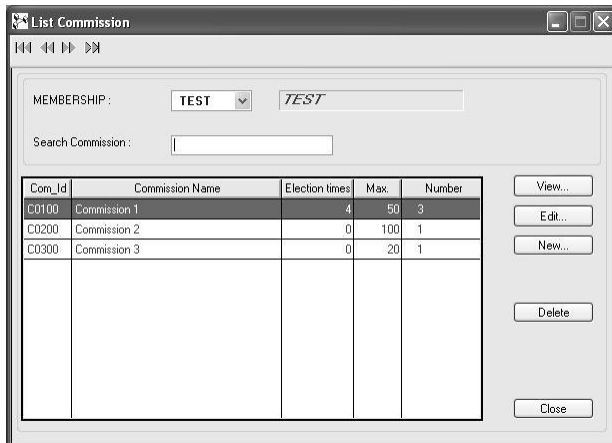 List Commission
MEMBERSHIP : TEST TEST
Search Commission :
Com_Id Commission Name Election times Max. Number
C0100 Commission 1 4 50 3
C0200 Commission 2 0 100 1
C0300 Commission 3 0 20 1
View...
Edit...
New...
Delete
Close